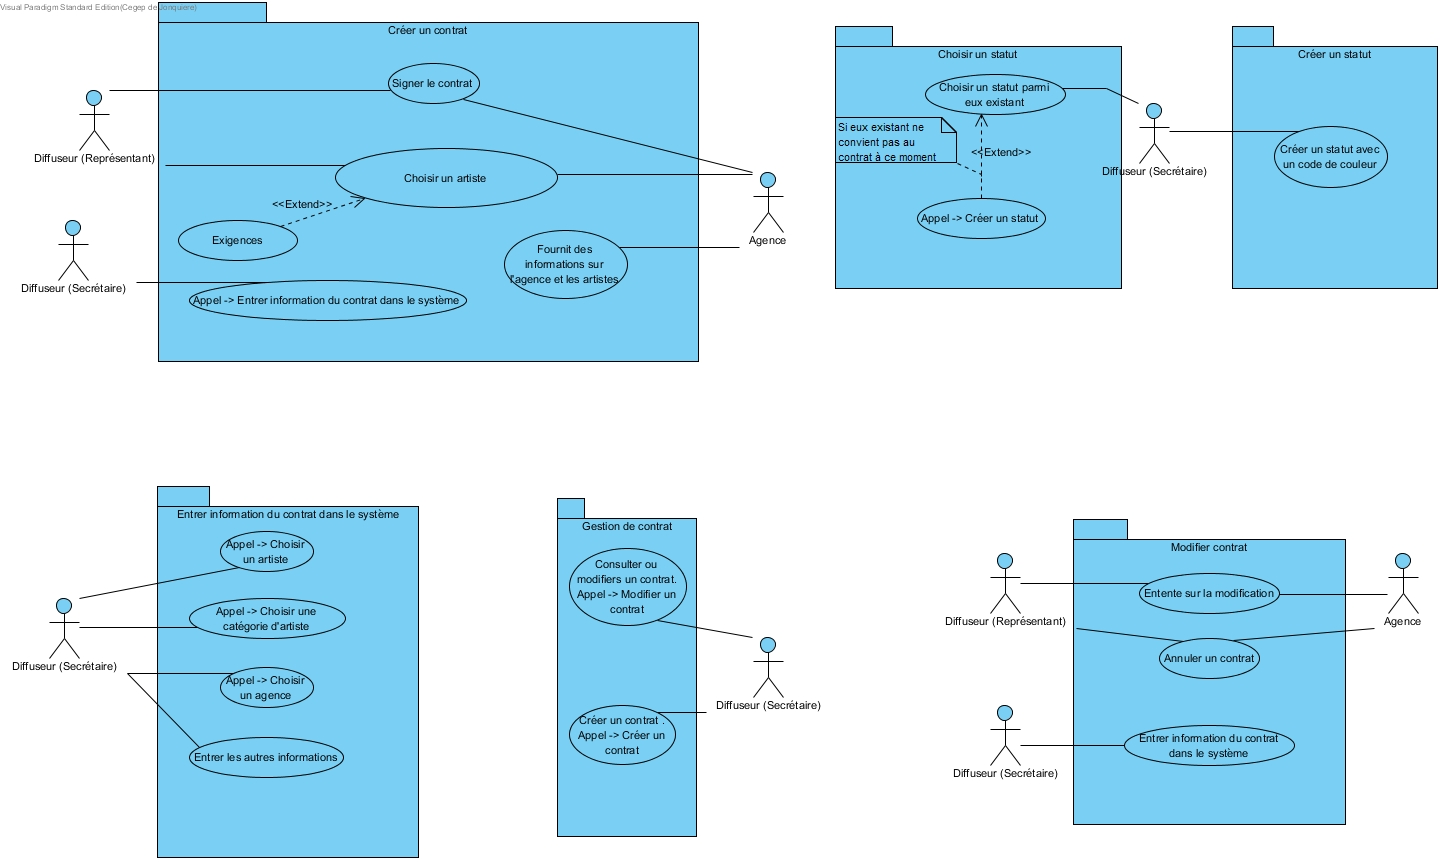 Visual Paradigm Standard Edition(Cegep de Jonquiere)
Créer un contrat
Signer le contrat
Diffuseur (Représentant)
Choisir un artiste
<<Extend>>
Exigences
Agence
Fournit des
informations sur
l'agence et les artistes
Diffuseur (Secrétaire)
Appel -> Entrer information du contrat dans le système
Choisir un statut
Choisir un statut parmi
eux existant
Si eux existant ne
convient pas au
contrat à ce moment
<<Extend>>
Appel -> Créer un statut
Diffuseur (Secrétaire)
Créer un statut
Créer un statut avec
un code de couleur
Entrer information du contrat dans le système
Appel -> Choisir
un artiste
Appel -> Choisir une
catégorie d'artiste
Diffuseur (Secrétaire)
Appel -> Choisir
un agence
Entrer les autres informations
Gestion de contrat
Consulter ou
modifiers un contrat.
Appel -> Modifier un
contrat
Diffuseur (Secrétaire)
Créer un contrat .
Appel -> Créer un
contrat
Modifier contrat
Entente sur la modification
Diffuseur (Représentant)
Agence
Annuler un contrat
Entrer information du contrat
dans le système
Diffuseur (Secrétaire)